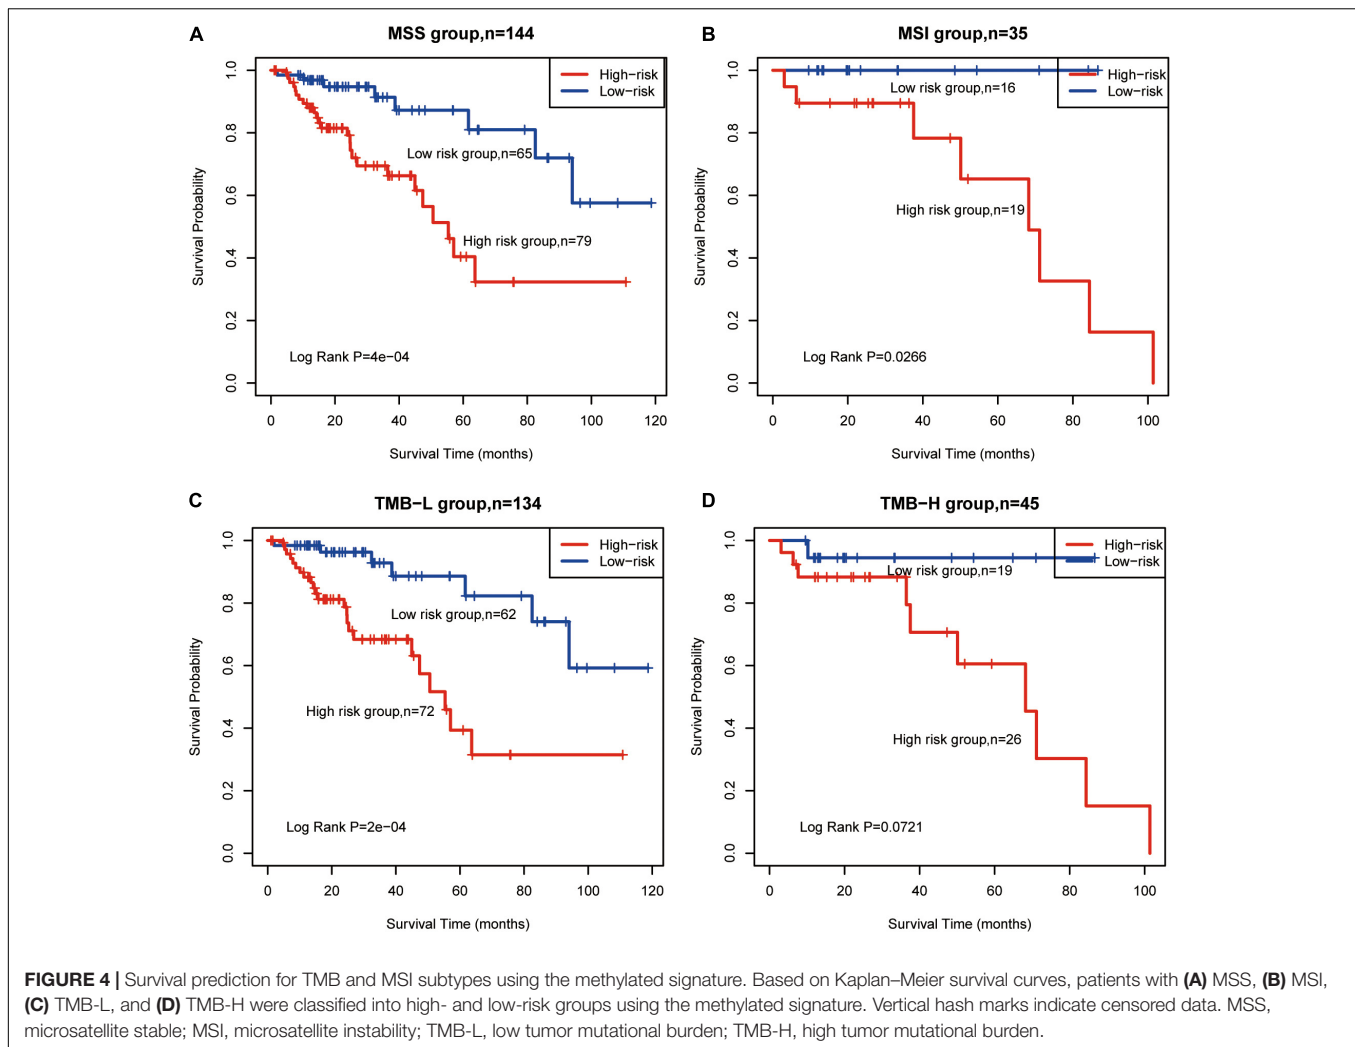 A
MSS group,n=144
High−risk
Low−risk
Low risk group,n=65
High risk group,n=79
Log Rank P=4e−04
Survival Probability
0.0
0.2
0.4
0.6
0.8
1.0
0
20
40
60
80
100
120
Survival Time (months)
B
MSI group,n=35
High−risk
Low−risk
Low risk group,n=16
High risk group,n=19
Log Rank P=0.0266
Survival Probability
0.0
0.2
0.4
0.6
0.8
1.0
0
20
40
60
80
100
Survival Time (months)
C
TMB−L group,n=134
High−risk
Low−risk
Low risk group,n=62
High risk group,n=72
Log Rank P=2e−04
Survival Probability
0.0
0.2
0.4
0.6
0.8
1.0
0
20
40
60
80
100
120
Survival Time (months)
D
TMB−H group,n=45
High−risk
Low−risk
Low risk group,n=19
High risk group,n=26
Log Rank P=0.0721
Survival Probability
0.0
0.2
0.4
0.6
0.8
1.0
0
20
40
60
80
100
Survival Time (months)
FIGURE 4 | Survival prediction for TMB and MSI subtypes using the methylated signature. Based on Kaplan–Meier survival curves, patients with (A) MSS, (B) MSI,
(C) TMB-L, and (D) TMB-H were classified into high- and low-risk groups using the methylated signature. Vertical hash marks indicate censored data. MSS,
microsatellite stable; MSI, microsatellite instability; TMB-L, low tumor mutational burden; TMB-H, high tumor mutational burden.